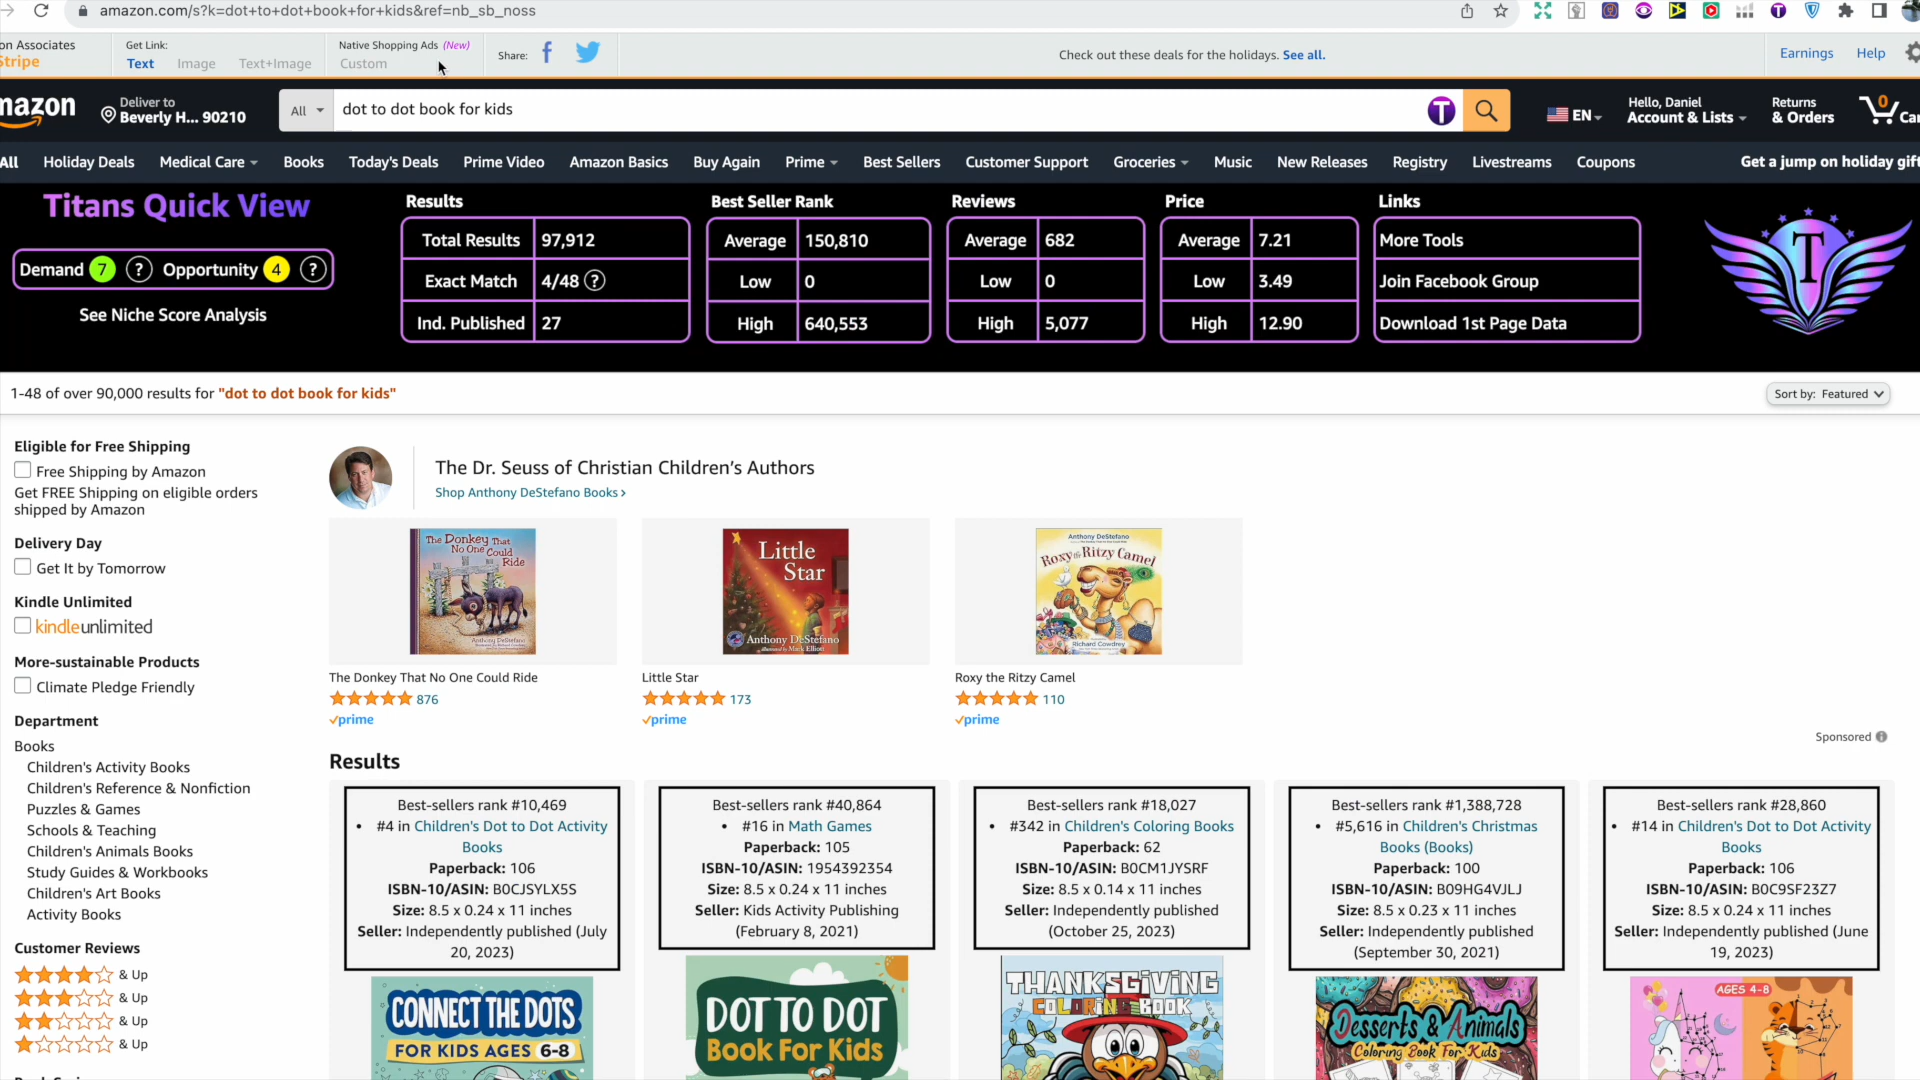 amazon.com/s?k=dot+to+dot+book+for+kids&ref=nb_sb_noss
on Associates
Stripe
Get Link:
Text Image Text+Image
Native Shopping Ads (New)
Custom
Share:
Check out these deals for the holidays. See all.
Earnings Help
mazon
Deliver to
Beverly H... 90210
All
dot to dot book for kids
T
EN
Hello, Daniel
Account & Lists
Returns
& Orders
0
Car
All Holiday Deals Medical Care Books Today's Deals Prime Video Amazon Basics Buy Again Prime Best Sellers Customer Support Groceries Music New Releases Registry Livestreams Coupons Get a jump on holiday gift
Titans Quick View
Demand 7 ? Opportunity 4 ?
See Niche Score Analysis
Results
Total Results 97,912
Exact Match 4/48 ?
Ind. Published 27
Best Seller Rank
Average 150,810
Low 0
High 640,553
Reviews
Average 682
Low 0
High 5,077
Price
Average 7.21
Low 3.49
High 12.90
Links
More Tools
Join Facebook Group
Download 1st Page Data
T
1-48 of over 90,000 results for "dot to dot book for kids"
Sort by: Featured
Eligible for Free Shipping
Free Shipping by Amazon
Get FREE Shipping on eligible orders
shipped by Amazon
Delivery Day
Get It by Tomorrow
Kindle Unlimited
kindleunlimited
More-sustainable Products
Climate Pledge Friendly
Department
Books
Children's Activity Books
Children's Reference & Nonfiction
Puzzles & Games
Schools & Teaching
Children's Animals Books
Study Guides & Workbooks
Children's Art Books
Activity Books
Customer Reviews
& Up
& Up
& Up
& Up
The Dr. Seuss of Christian Children's Authors
Shop Anthony DeStefano Books ›
The Donkey That
No One Could
Ride
Anthony DeStefano
Little
Star
Anthony DeStefano
illustrated by Mark Elliott
Anthony DeStefano
Roxy the Ritzy Camel
Richard Cowdrey
The Donkey That No One Could Ride
876
prime
Little Star
173
prime
Roxy the Ritzy Camel
110
prime
Sponsored
Results
Best-sellers rank #10,469
• #4 in Children's Dot to Dot Activity
Books
Paperback: 106
ISBN-10/ASIN: B0CJSYLX5S
Size: 8.5 x 0.24 x 11 inches
Seller: Independently published (July
20, 2023)
CONNECT THE DOTS
FOR KIDS AGES 6-8
Best-sellers rank #40,864
• #16 in Math Games
Paperback: 105
ISBN-10/ASIN: 1954392354
Size: 8.5 x 0.24 x 11 inches
Seller: Kids Activity Publishing
(February 8, 2021)
DOT TO DOT
Book For Kids
Best-sellers rank #18,027
• #342 in Children's Coloring Books
Paperback: 62
ISBN-10/ASIN: B0CM1JYSRF
Size: 8.5 x 0.14 x 11 inches
Seller: Independently published
(October 25, 2023)
THANKSGIVING
COLORING BOOK
Best-sellers rank #1,388,728
• #5,616 in Children's Christmas
Books (Books)
Paperback: 100
ISBN-10/ASIN: B09HG4VJLJ
Size: 8.5 x 0.23 x 11 inches
Seller: Independently published
(September 30, 2021)
Desserts & Animals
Coloring Book For Kids
Best-sellers rank #28,860
• #14 in Children's Dot to Dot Activity
Books
Paperback: 106
ISBN-10/ASIN: B0C9SF23Z7
Size: 8.5 x 0.24 x 11 inches
Seller: Independently published (June
19, 2023)
AGES 4-8